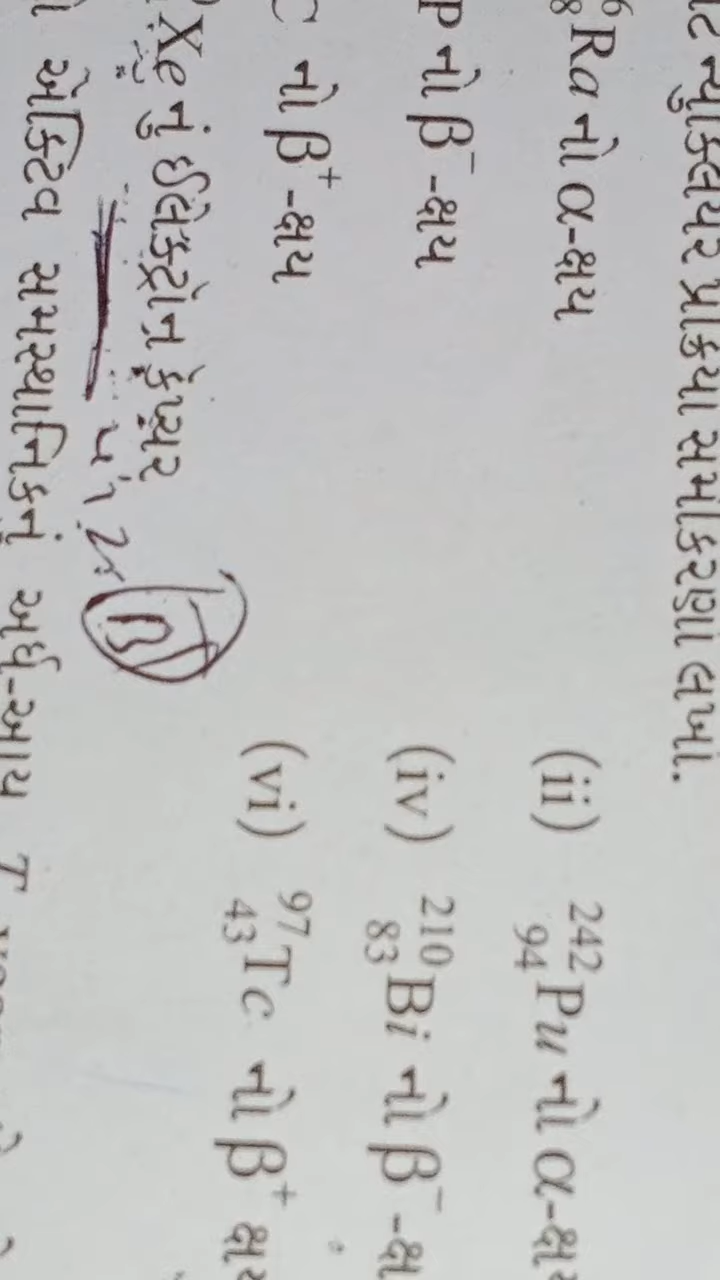 ન્યુક્લિયર પ્રક્રિયા સમીકરણો લખો.
Ra નો α-ક્ષય (ii) ²⁴²₉₄Pu નો α-
P નો β⁻-ક્ષય (iv) ²¹⁰₈₃Bi નો β⁻-
C નો β⁺-ક્ષય (vi) ⁹⁷₄₃Tc નો β⁺
Xe નું ઈલેક્ટ્રોન કૅપ્ચર
n
એક્ટિવ સમસ્થાનિકનું અર્ધ-આયુ T